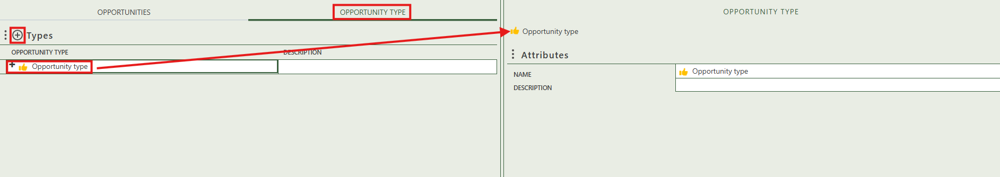 OPPORTUNITIES
OPPORTUNITY TYPE
Types
OPPORTUNITY TYPE
DESCRIPTION
Opportunity type
OPPORTUNITY TYPE
Opportunity type
Attributes
NAME
Opportunity type
DESCRIPTION